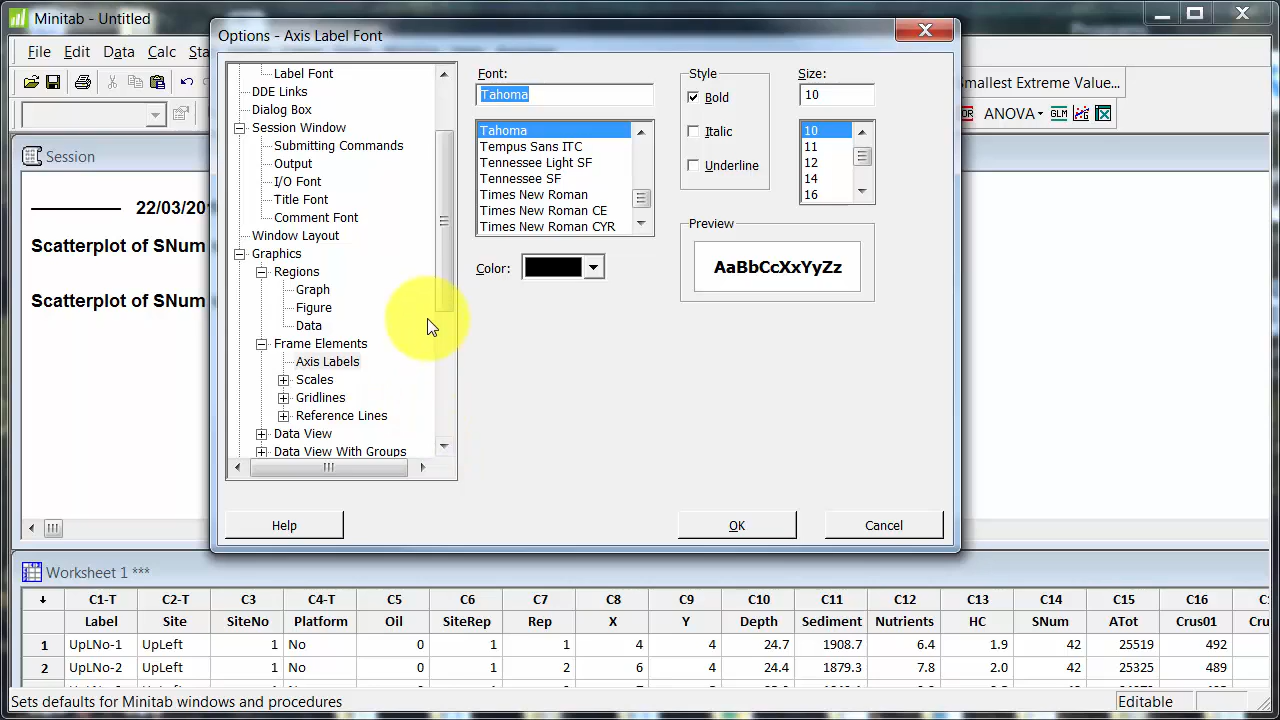 Minitab - Untitled
File Edit Data Calc Sta
Smallest Extreme Value...
ANOVA
Session
22/03/201
Scatterplot of SNum
Scatterplot of SNum
Options - Axis Label Font
Label Font
DDE Links
Dialog Box
Session Window
Submitting Commands
Output
I/O Font
Title Font
Comment Font
Window Layout
Graphics
Regions
Graph
Figure
Data
Frame Elements
Axis Labels
Scales
Gridlines
Reference Lines
Data View
Data View With Groups
Font:
Tahoma
Tahoma
Tempus Sans ITC
Tennessee Light SF
Tennessee SF
Times New Roman
Times New Roman CE
Times New Roman CYR
Color:
Style
Bold
Italic
Underline
Size:
10
10
11
12
14
16
Preview
AaBbCcXxYyZz
Help OK Cancel
Worksheet 1 ***
C1-T C2-T C3 C4-T C5 C6 C7 C8 C9 C10 C11 C12 C13 C14 C15 C16 C1
Label Site SiteNo Platform Oil SiteRep Rep X Y Depth Sediment Nutrients HC SNum ATot Crus01 Cru
1 UpLNo-1 UpLeft 1 No 0 1 1 4 4 24.7 1908.7 6.4 1.9 42 25519 492
2 UpLNo-2 UpLeft 1 No 0 1 2 6 4 24.4 1879.3 7.8 2.0 42 25325 489
Sets defaults for Minitab windows and procedures
Editable